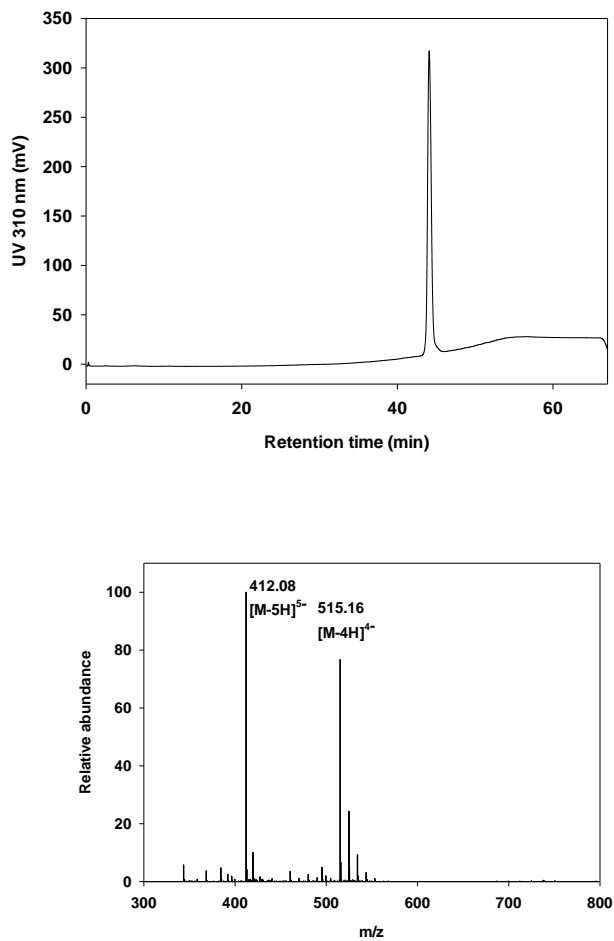 350
300
250
200
150
100
50
0
UV 310 nm (mV)
0 20 40 60
Retention time (min)
412.08
[M-5H]5-
515.16
[M-4H]4-
100
80
60
40
20
0
Relative abundance
300 400 500 600 700 800
m/z